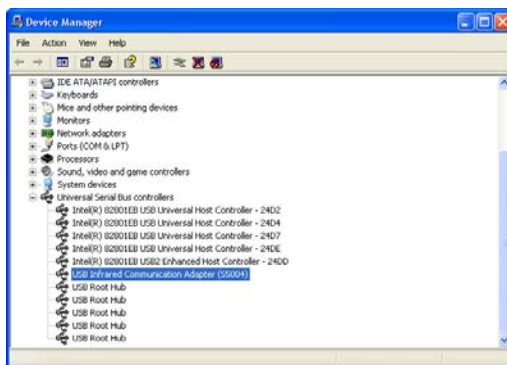 Device Manager
File Action View Help
IDE ATA/ATAPI controllers
Keyboards
Mice and other pointing devices
Monitors
Network adapters
Ports (COM & LPT)
Processors
Sound, video and game controllers
System devices
Universal Serial Bus controllers
Intel(R) 82801EB USB Universal Host Controller - 24D2
Intel(R) 82801EB USB Universal Host Controller - 24D4
Intel(R) 82801EB USB Universal Host Controller - 24D7
Intel(R) 82801EB USB Universal Host Controller - 24DE
Intel(R) 82801EB USB2 Enhanced Host Controller - 24DD
USB Infrared Communication Adapter (SS004)
USB Root Hub
USB Root Hub
USB Root Hub
USB Root Hub
USB Root Hub